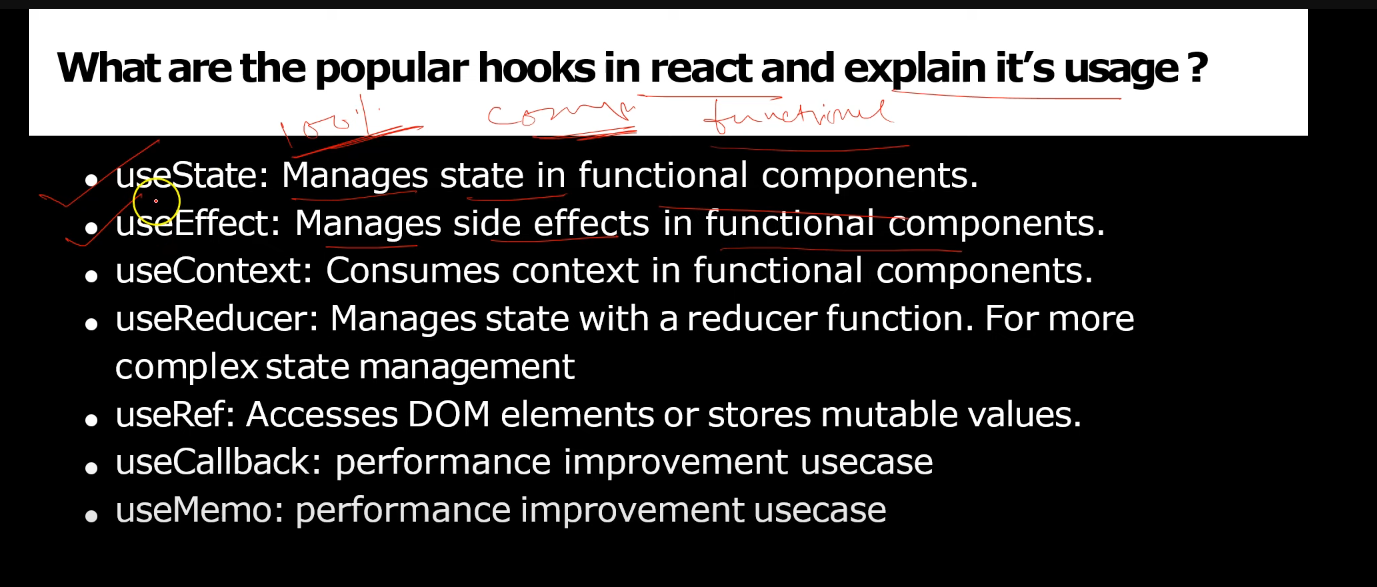 What are the popular hooks in react and explain it's usage ?
100% comp functional
• useState: Manages state in functional components.
• useEffect: Manages side effects in functional components.
• useContext: Consumes context in functional components.
• useReducer: Manages state with a reducer function. For more
complex state management
• useRef: Accesses DOM elements or stores mutable values.
• useCallback: performance improvement usecase
• useMemo: performance improvement usecase